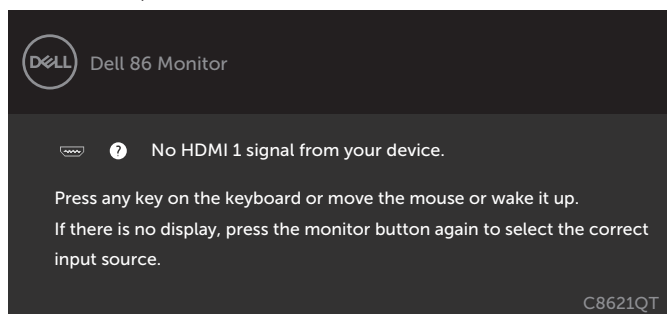 DELL
Dell 86 Monitor
? No HDMI 1 signal from your device.
Press any key on the keyboard or move the mouse or wake it up.
If there is no display, press the monitor button again to select the correct
input source.
C8621QT